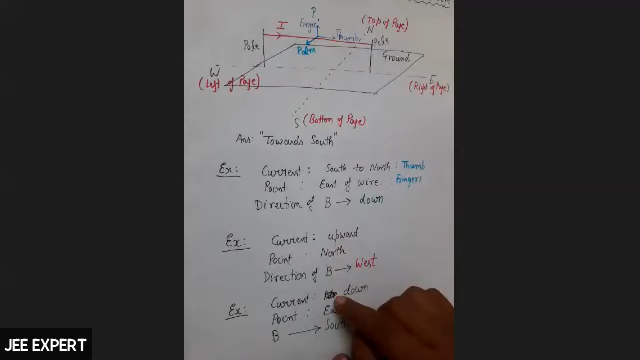 P
(Top of Page)
I
Fingers
N
Thumb
Pole
Palm
Pole
Ground
W
(Left of Page)
E
(Right of Page)
S (Bottom of Page)
Ans: "Towards South"
Ex: Current: South to North: Thumb
Point: East of wire: Fingers
Direction of B → down
Ex: Current: upward
Point: North
Direction of B → West
Ex: Current: down
Point:
B →
JEE EXPERT